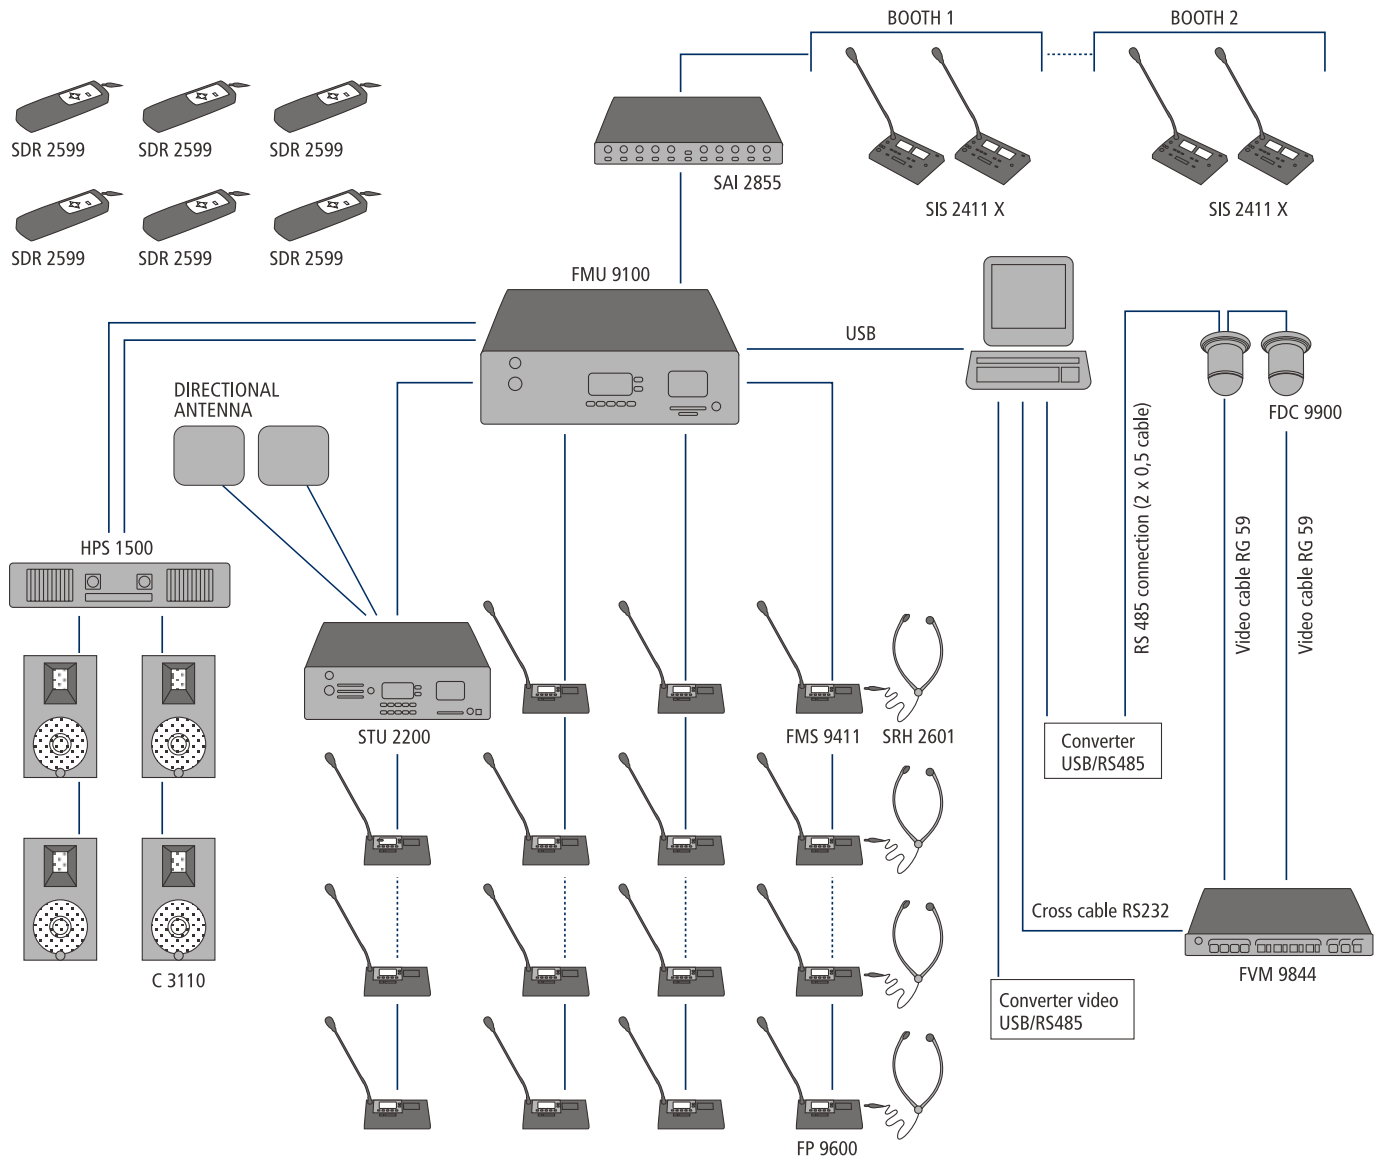 BOOTH 1
BOOTH 2
SDR 2599
SDR 2599
SDR 2599
SAI 2855
SIS 2411 X
SIS 2411 X
SDR 2599
SDR 2599
SDR 2599
FMU 9100
USB
DIRECTIONAL
ANTENNA
FDC 9900
RS 485 connection (2 x 0,5 cable)
Video cable RG 59
Video cable RG 59
HPS 1500
STU 2200
FMS 9411
SRH 2601
Converter
USB/RS485
Cross cable RS232
C 3110
FVM 9844
Converter video
USB/RS485
FP 9600